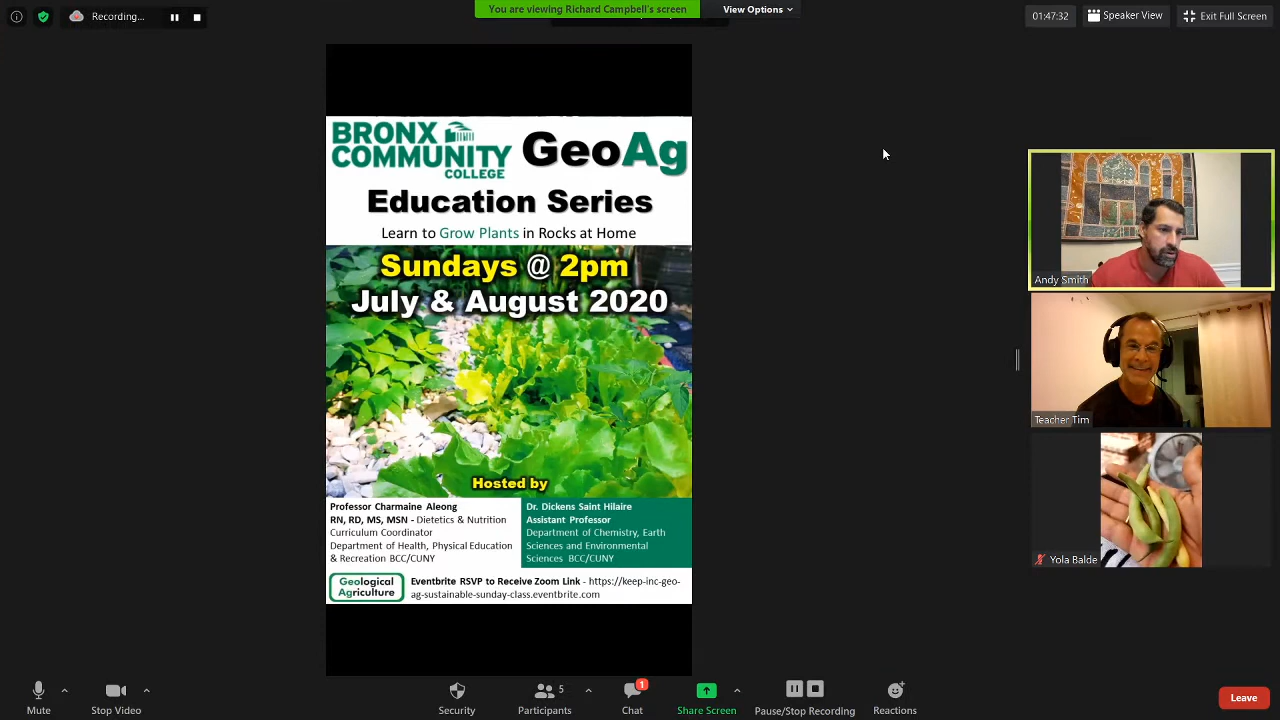 Recording...
You are viewing Richard Campbell's screen
View Options
01:47:32
Speaker View
Exit Full Screen
BRONX
COMMUNITY
COLLEGE
GeoAg
Education Series
Learn to Grow Plants in Rocks at Home
Sundays @ 2pm
July & August 2020
Hosted by
Professor Charmaine Aleong
RN, RD, MS, MSN - Dietetics & Nutrition
Curriculum Coordinator
Department of Health, Physical Education
& Recreation BCC/CUNY
Dr. Dickens Saint Hilaire
Assistant Professor
Department of Chemistry, Earth
Sciences and Environmental
Sciences BCC/CUNY
Geological
Agriculture
Eventbrite RSVP to Receive Zoom Link - https://keep-inc-geo-
ag-sustainable-sunday-class.eventbrite.com
Andy Smith
Teacher Tim
Yola Balde
Mute
Stop Video
Security
5
Participants
1
Chat
Share Screen
Pause/Stop Recording
Reactions
Leave